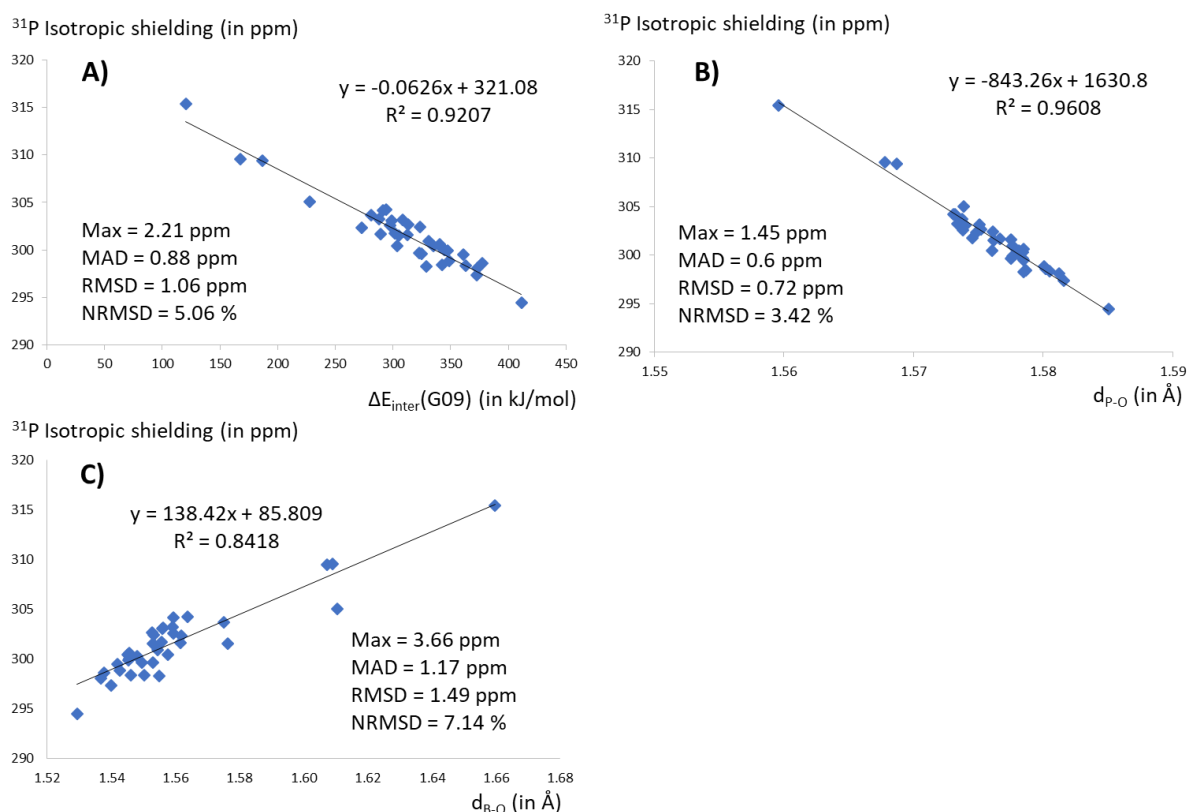 ³¹P Isotropic shielding (in ppm)
A)
y = -0.0626x + 321.08
R² = 0.9207
Max = 2.21 ppm
MAD = 0.88 ppm
RMSD = 1.06 ppm
NRMSD = 5.06 %
320
315
310
305
300
295
290
0 50 100 150 200 250 300 350 400 450
ΔEinter(G09) (in kJ/mol)
³¹P Isotropic shielding (in ppm)
B)
y = -843.26x + 1630.8
R² = 0.9608
Max = 1.45 ppm
MAD = 0.6 ppm
RMSD = 0.72 ppm
NRMSD = 3.42 %
320
315
310
305
300
295
290
1.55 1.56 1.57 1.58 1.59
dP-O (in Å)
³¹P Isotropic shielding (in ppm)
C)
y = 138.42x + 85.809
R² = 0.8418
Max = 3.66 ppm
MAD = 1.17 ppm
RMSD = 1.49 ppm
NRMSD = 7.14 %
320
315
310
305
300
295
290
1.52 1.54 1.56 1.58 1.60 1.62 1.64 1.66 1.68
dB-O (in Å)